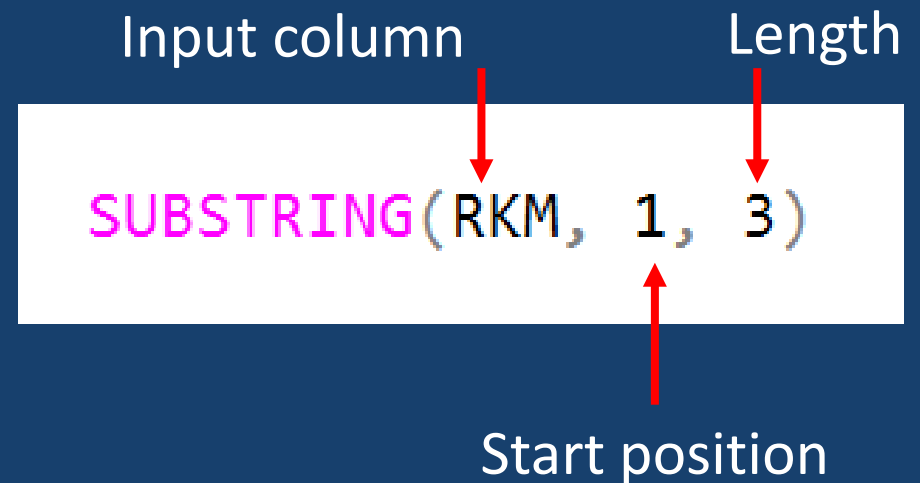 Input column
Length
SUBSTRING(RKM, 1, 3)
Start position